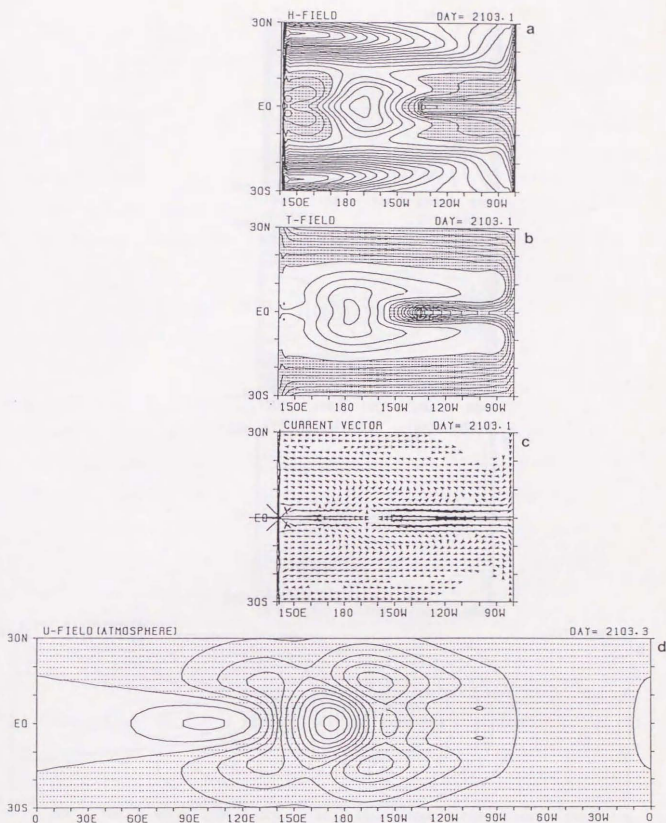 H-FIELD DAY= 2103.1 a
30N
EQ
30S
150E 180 150W 120W 90W
T-FIELD DAY= 2103.1 b
30N
EQ
30S
150E 180 150W 120W 90W
CURRENT VECTOR DAY= 2103.1 c
30N
EQ
30S
150E 180 150W 120W 90W
U-FIELD (ATMOSPHERE) DAY= 2103.3 d
30N
EQ
30S
0 30E 60E 90E 120E 150E 180 150W 120W 90W 60W 30W 0